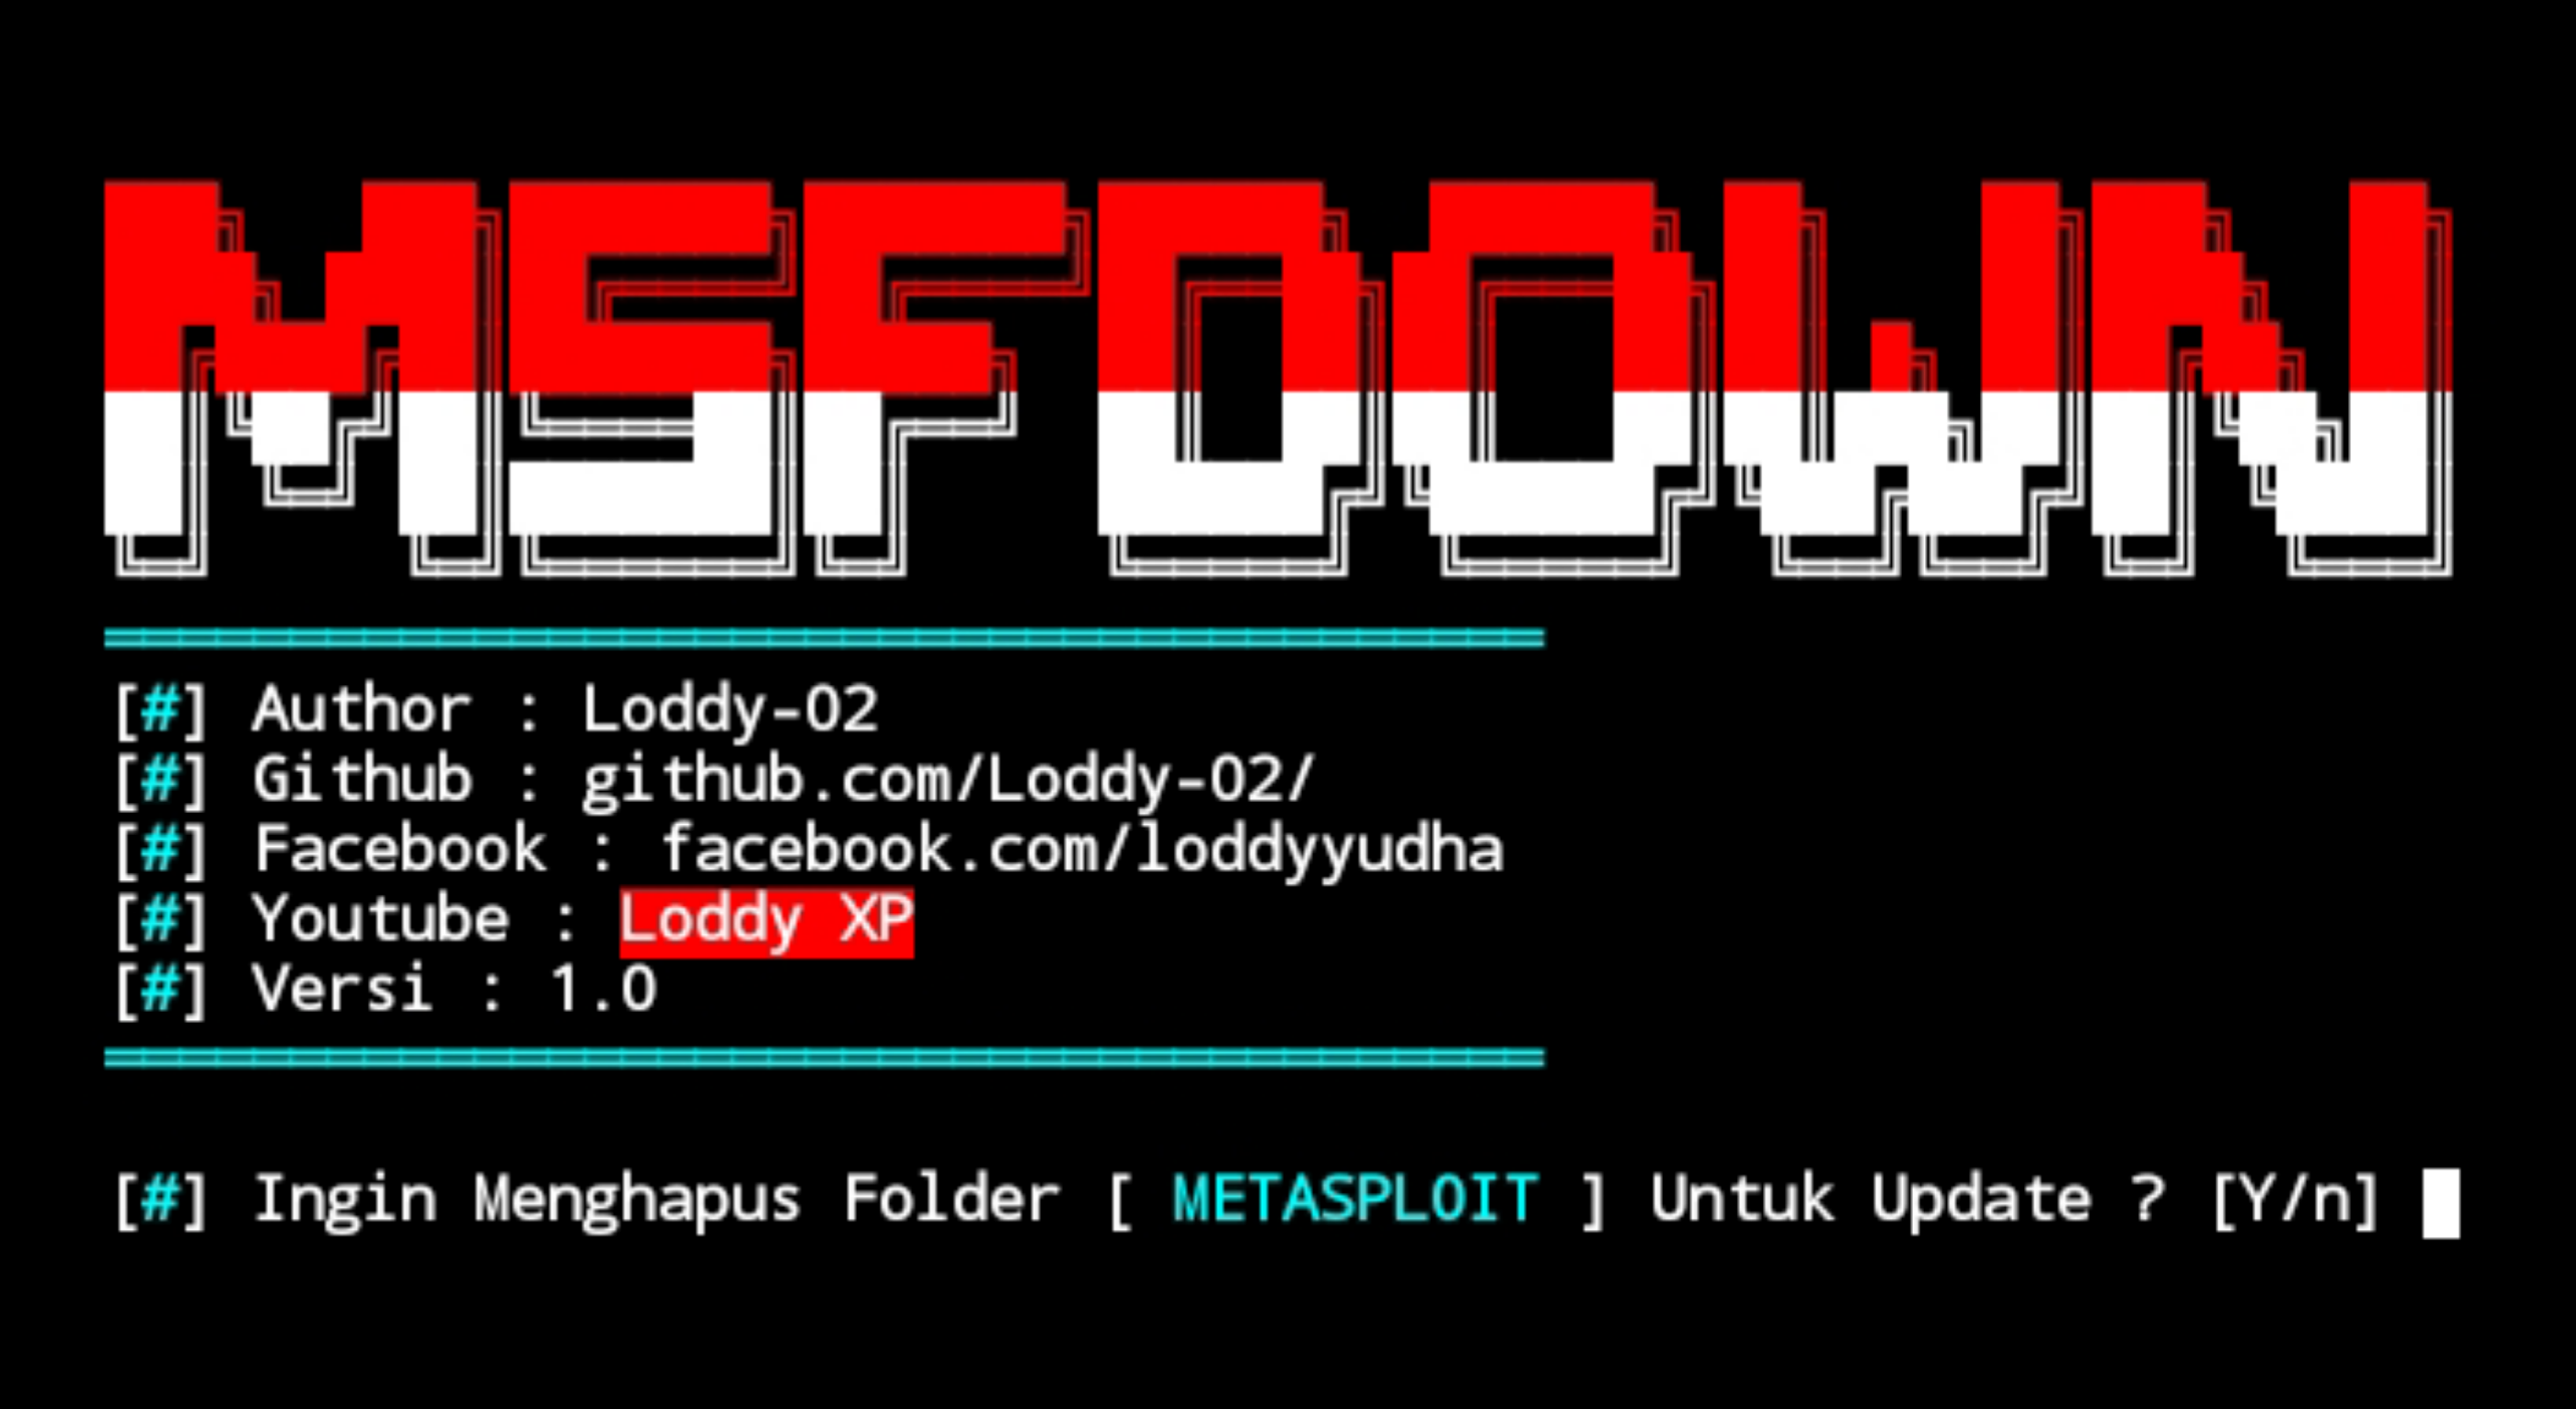 MSFDOWN
[#] Author : Loddy-02
[#] Github : github.com/Loddy-02/
[#] Facebook : facebook.com/loddyyudha
[#] Youtube : Loddy XP
[#] Versi : 1.0
[#] Ingin Menghapus Folder [ METASPLOIT ] Untuk Update ? [Y/n]